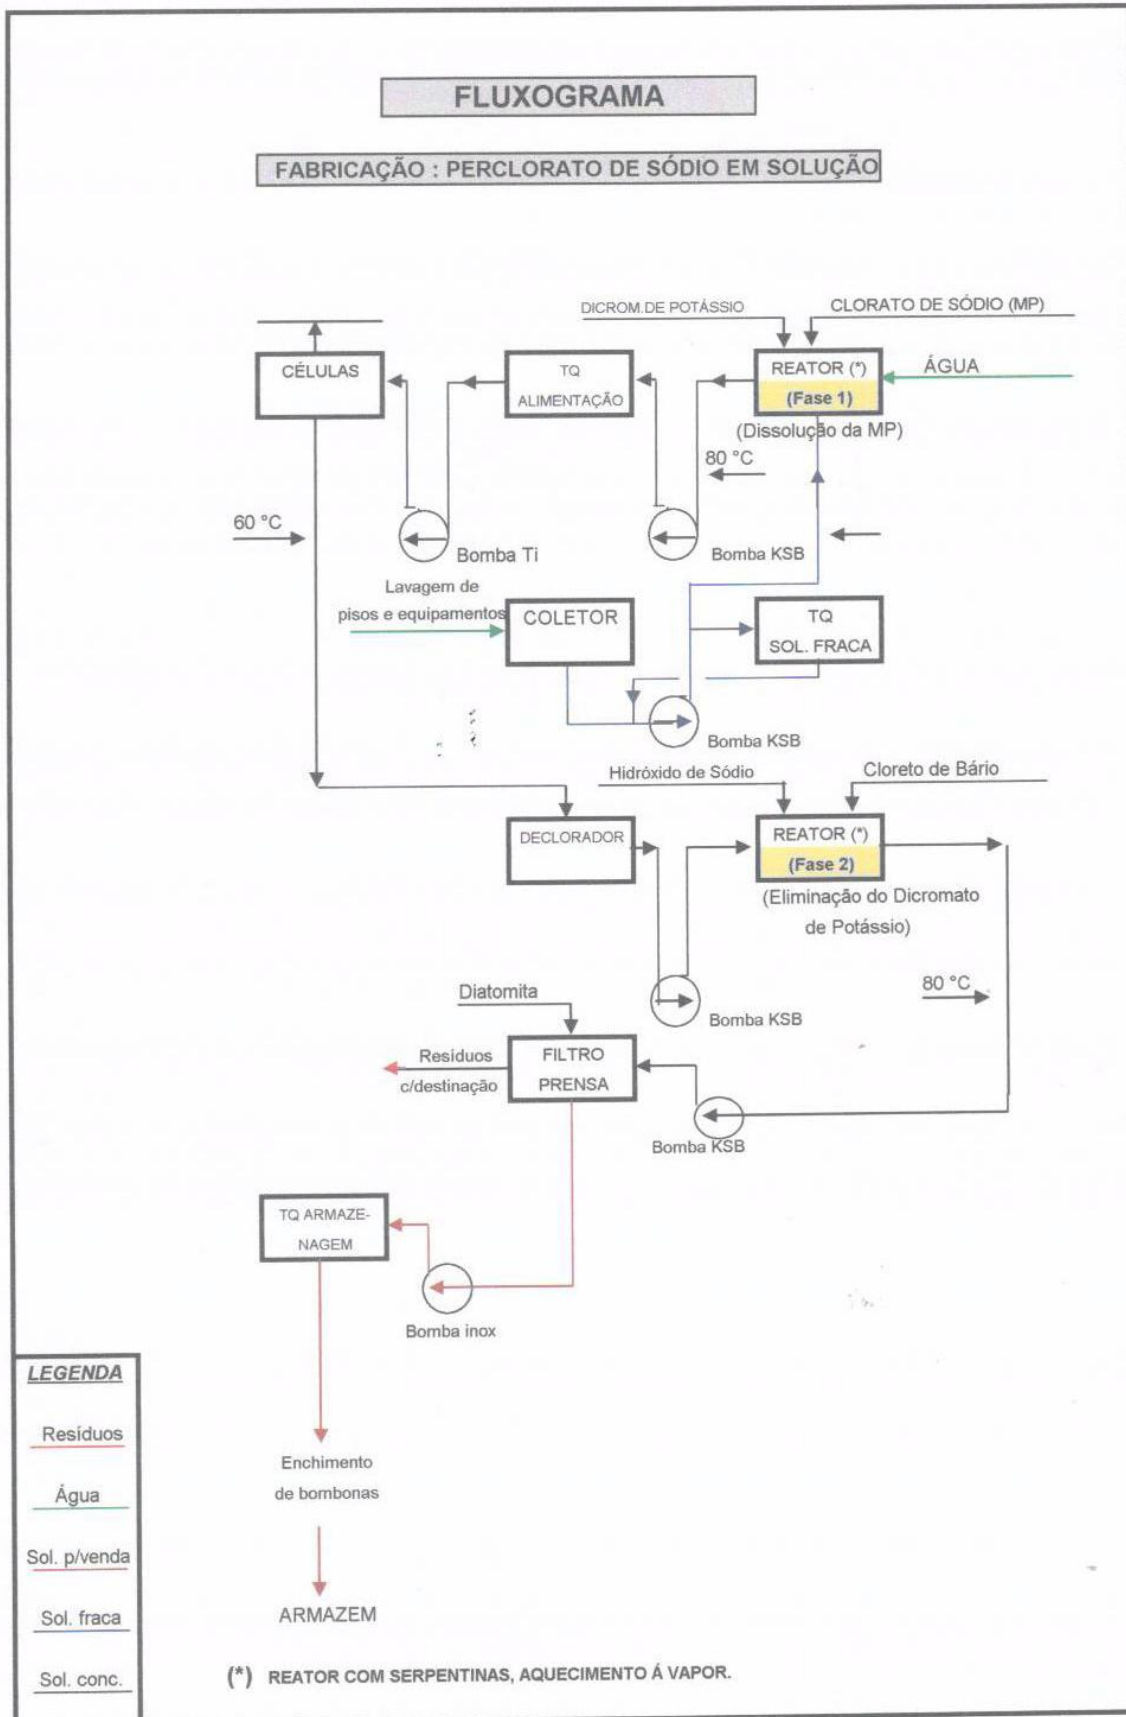 FLUXOGRAMA
FABRICAÇÃO : PERCLORATO DE SÓDIO EM SOLUÇÃO
DICROM.DE POTÁSSIO
CLORATO DE SÓDIO (MP)
CÉLULAS
TQ
ALIMENTAÇÃO
REATOR (*)
(Fase 1)
ÁGUA
(Dissolução da MP)
80 °C
60 °C
Bomba Ti
Bomba KSB
Lavagem de
pisos e equipamentos
COLETOR
TQ
SOL. FRACA
Bomba KSB
Hidróxido de Sódio
Cloreto de Bário
DECLORADOR
REATOR (*)
(Fase 2)
(Eliminação do Dicromato
de Potássio)
80 °C
Diatomita
Bomba KSB
Resíduos
c/destinação
FILTRO
PRENSA
Bomba KSB
TQ ARMAZE-
NAGEM
Bomba inox
Enchimento
de bombonas
ARMAZEM
LEGENDA
Resíduos
Água
Sol. p/venda
Sol. fraca
Sol. conc.
(*) REATOR COM SERPENTINAS, AQUECIMENTO Á VAPOR.